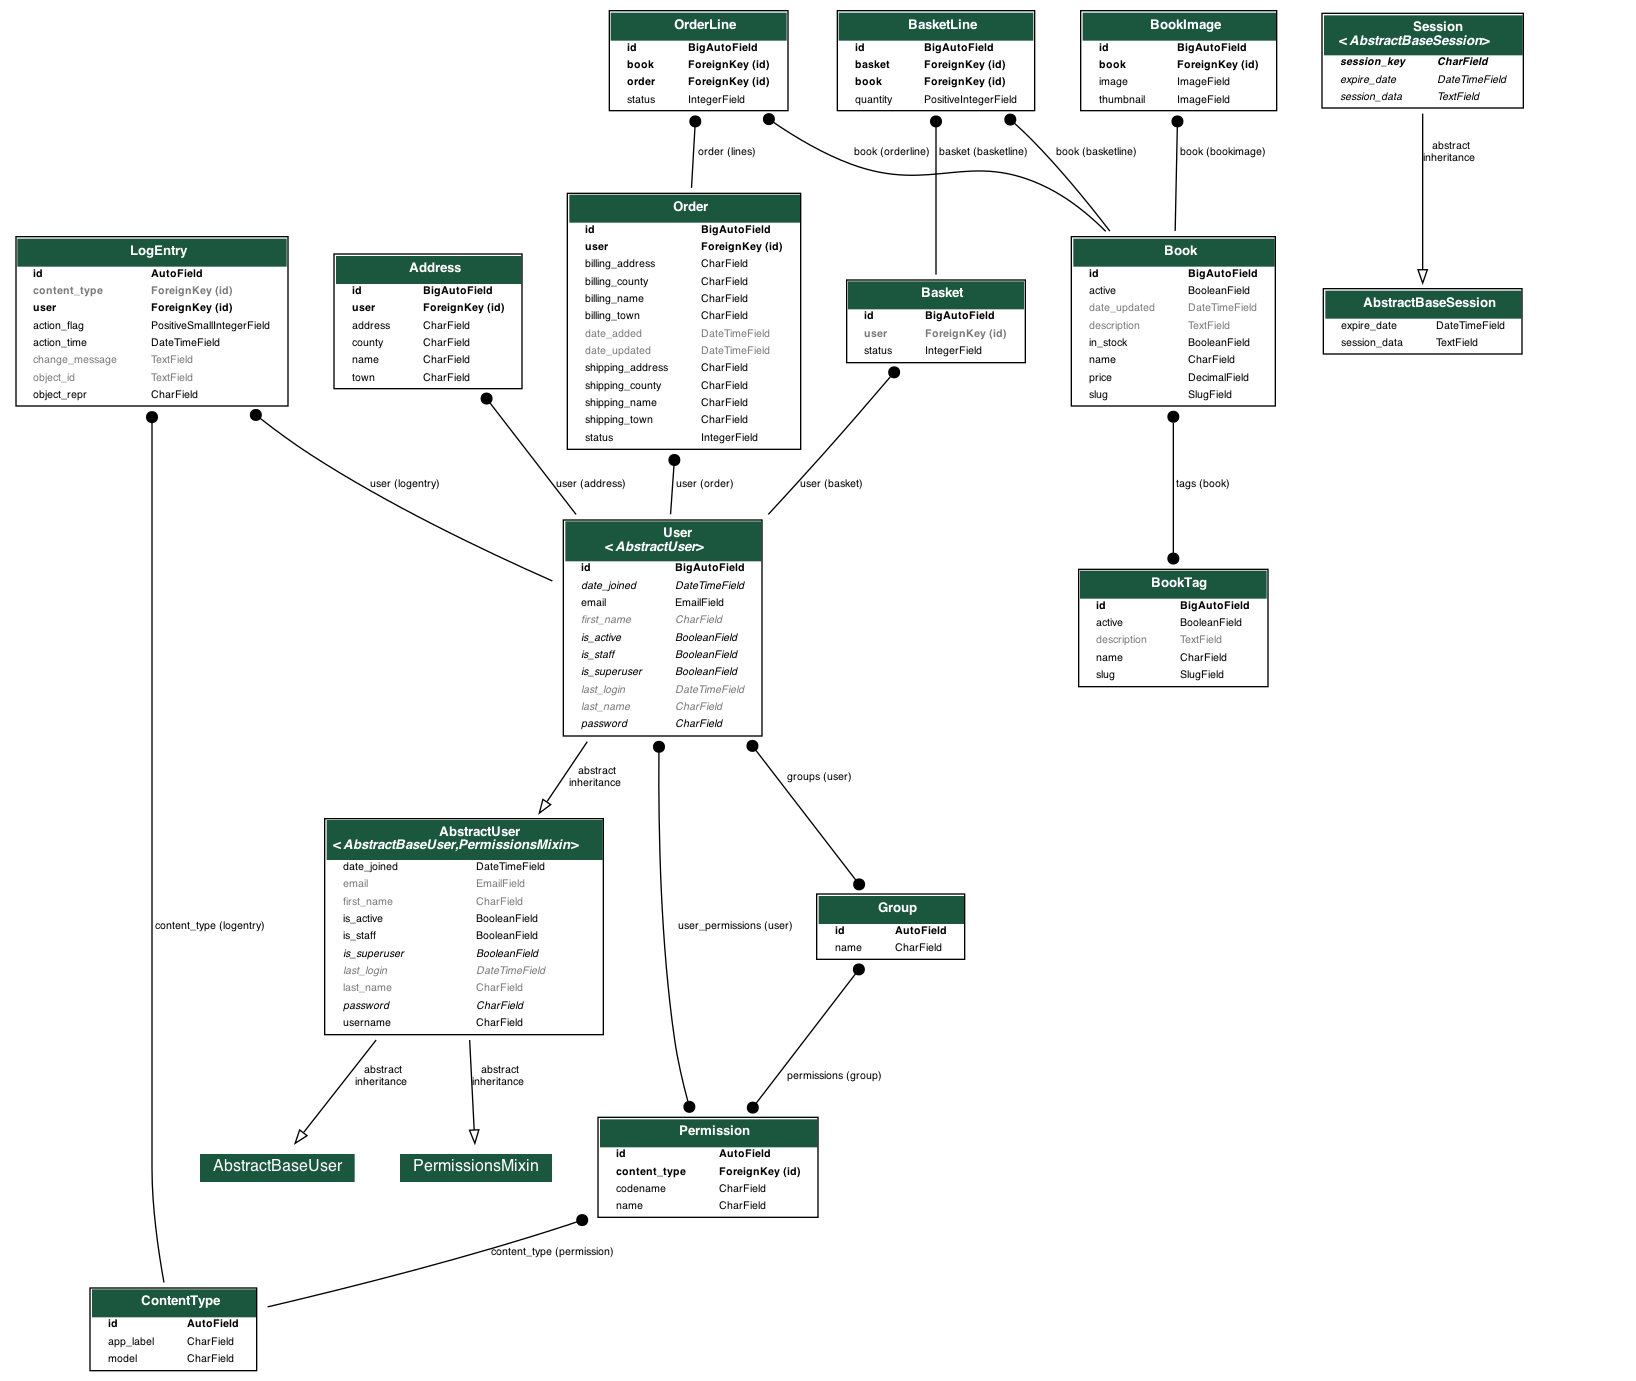 OrderLine
id BigAutoField
book ForeignKey (id)
order ForeignKey (id)
status IntegerField
BasketLine
id BigAutoField
basket ForeignKey (id)
book ForeignKey (id)
quantity PositiveIntegerField
BookImage
id BigAutoField
book ForeignKey (id)
image ImageField
thumbnail ImageField
Session
<AbstractBaseSession>
session_key CharField
expire_date DateTimeField
session_data TextField
order (lines)
book (orderline)
basket (basketline)
book (basketline)
book (bookimage)
abstract
inheritance
LogEntry
id AutoField
content_type ForeignKey (id)
user ForeignKey (id)
action_flag PositiveSmallIntegerField
action_time DateTimeField
change_message TextField
object_id TextField
object_repr CharField
Address
id BigAutoField
user ForeignKey (id)
address CharField
county CharField
name CharField
town CharField
Order
id BigAutoField
user ForeignKey (id)
billing_address CharField
billing_county CharField
billing_name CharField
billing_town CharField
date_added DateTimeField
date_updated DateTimeField
shipping_address CharField
shipping_county CharField
shipping_name CharField
shipping_town CharField
status IntegerField
Basket
id BigAutoField
user ForeignKey (id)
status IntegerField
Book
id BigAutoField
active BooleanField
date_updated DateTimeField
description TextField
in_stock BooleanField
name CharField
price DecimalField
slug SlugField
AbstractBaseSession
expire_date DateTimeField
session_data TextField
user (logentry)
user (address)
user (order)
user (basket)
tags (book)
User
<AbstractUser>
id BigAutoField
date_joined DateTimeField
email EmailField
first_name CharField
is_active BooleanField
is_staff BooleanField
is_superuser BooleanField
last_login DateTimeField
last_name CharField
password CharField
BookTag
id BigAutoField
active BooleanField
description TextField
name CharField
slug SlugField
abstract
inheritance
groups (user)
AbstractUser
<AbstractBaseUser,PermissionsMixin>
date_joined DateTimeField
email EmailField
first_name CharField
is_active BooleanField
is_staff BooleanField
is_superuser BooleanField
last_login DateTimeField
last_name CharField
password CharField
username CharField
content_type (logentry)
user_permissions (user)
Group
id AutoField
name CharField
abstract
inheritance
abstract
inheritance
permissions (group)
AbstractBaseUser
PermissionsMixin
Permission
id AutoField
content_type ForeignKey (id)
codename CharField
name CharField
content_type (permission)
ContentType
id AutoField
app_label CharField
model CharField